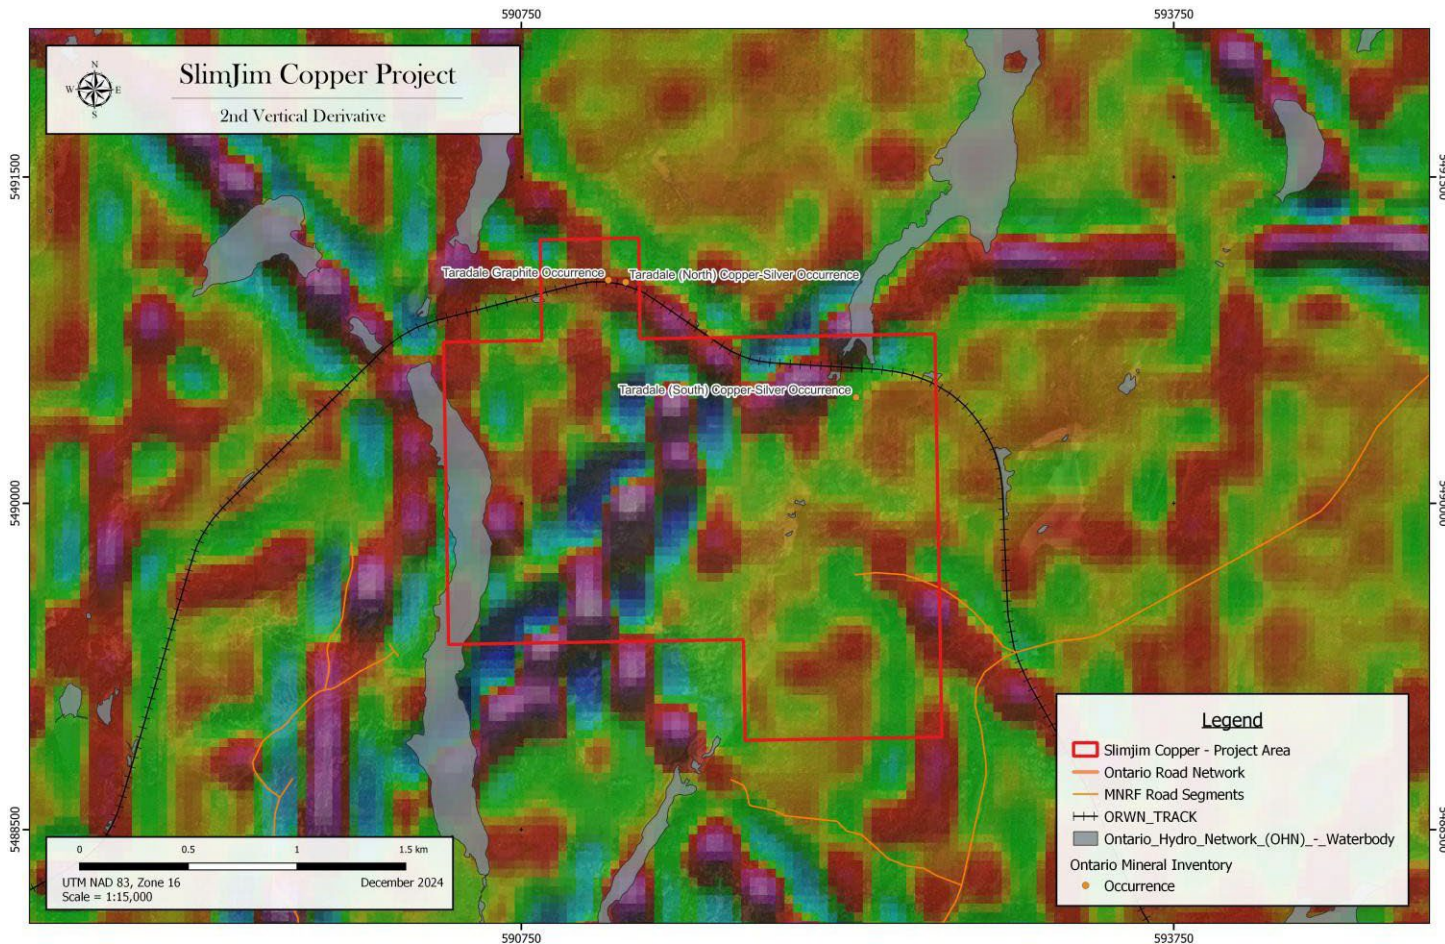 590750
593750
SlimJim Copper Project
2nd Vertical Derivative
N
W
E
S
5491500
5491500
Taradale Graphite Occurrence
Taradale (North) Copper-Silver Occurrence
Taradale (South) Copper-Silver Occurrence
5490000
5490000
Legend
Slimjim Copper - Project Area
Ontario Road Network
MNRF Road Segments
ORWN_TRACK
Ontario_Hydro_Network_(OHN)_-_Waterbody
Ontario Mineral Inventory
Occurrence
5488500
5488500
0 0.5 1 1.5 km
UTM NAD 83, Zone 16 December 2024
Scale = 1:15,000
590750
593750